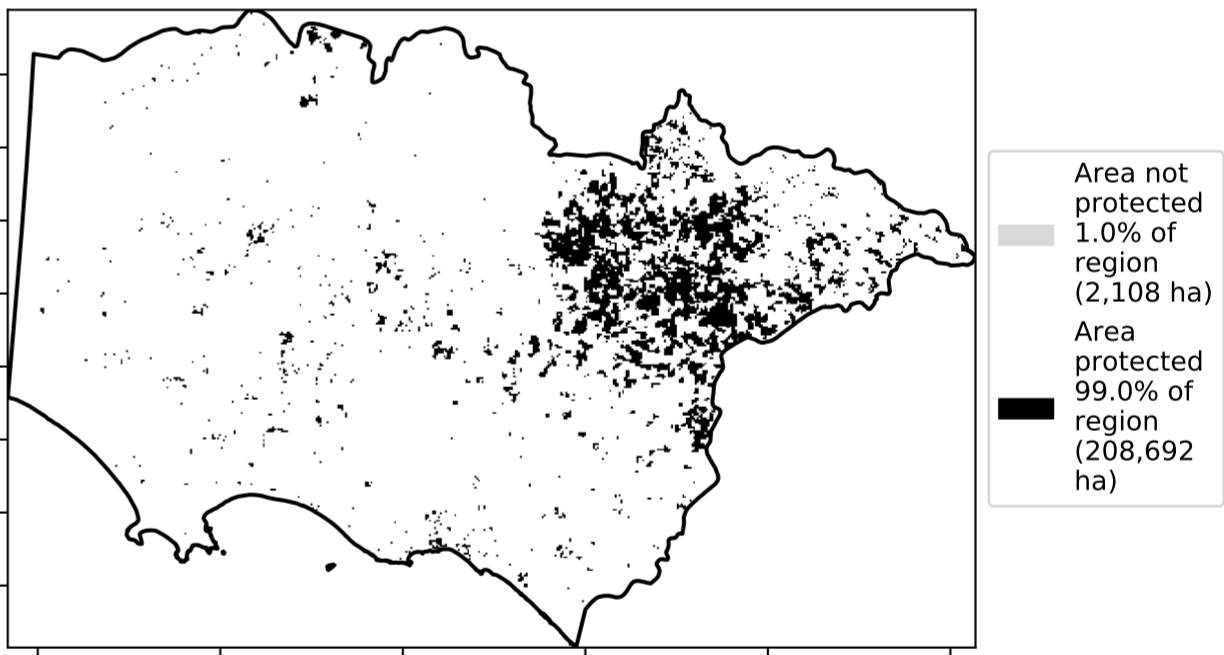 Area not
protected
1.0% of
region
(2,108 ha)
Area
protected
99.0% of
region
(208,692
ha)